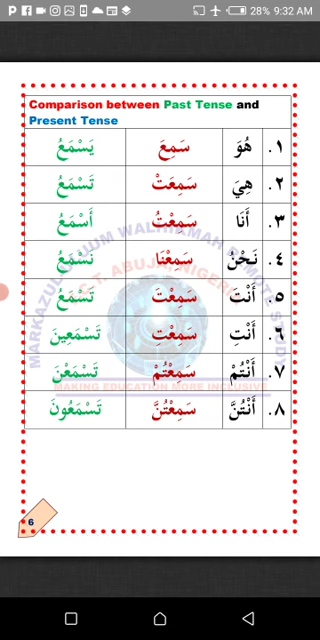 28% 9:32 AM
Comparison between Past Tense and
Present Tense
١. هُوَ سَمِعَ يَسْمَعُ
٢. هِيَ سَمِعَتْ تَسْمَعُ
٣. أَنَا سَمِعْتُ أَسْمَعُ
٤. نَحْنُ سَمِعْنَا نَسْمَعُ
٥. أَنْتَ سَمِعْتَ تَسْمَعُ
٦. أَنْتِ سَمِعْتِ تَسْمَعِينَ
٧. أَنْتُمْ سَمِعْتُمْ تَسْمَعْنَ
٨. أَنْتُنَّ سَمِعْتُنَّ تَسْمَعُونَ
MAKING EDUCATION MORE INCLUSIVE
6